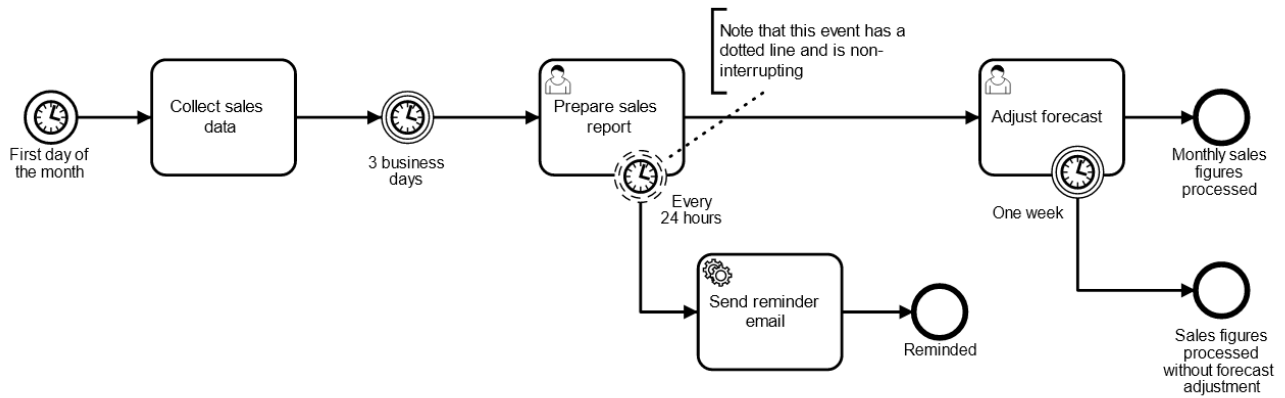 Note that this event has a
dotted line and is non-
interrupting
Collect sales
data
Prepare sales
report
Adjust forecast
First day of
the month
3 business
days
Monthly sales
figures
processed
Every
24 hours
One week
Send reminder
email
Reminded
Sales figures
processed
without forecast
adjustment